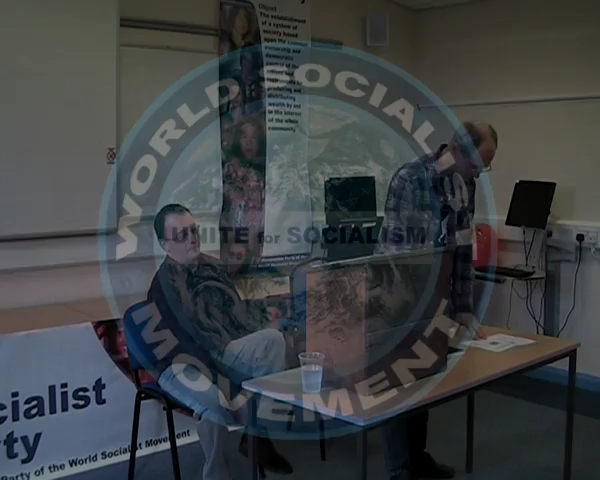 Object
The establishment
of a system of
society based
upon the common
ownership and
democratic
control of the
means and
instruments for
producing and
distributing
wealth by and
in the interest
of the whole
community
WORLD SOCIALIST
UNITE for SOCIALISM
MOVEMENT
cialist
ty
Party of the World Socialist Movement